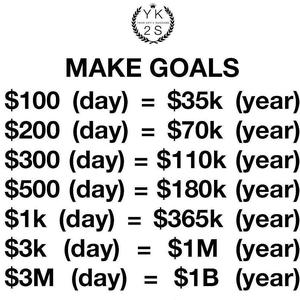 YK
2S
MAKE GOALS
$100 (day) = $35k (year)
$200 (day) = $70k (year)
$300 (day) = $110k (year)
$500 (day) = $180k (year)
$1k (day) = $365k (year)
$3k (day) = $1M (year)
$3M (day) = $1B (year)